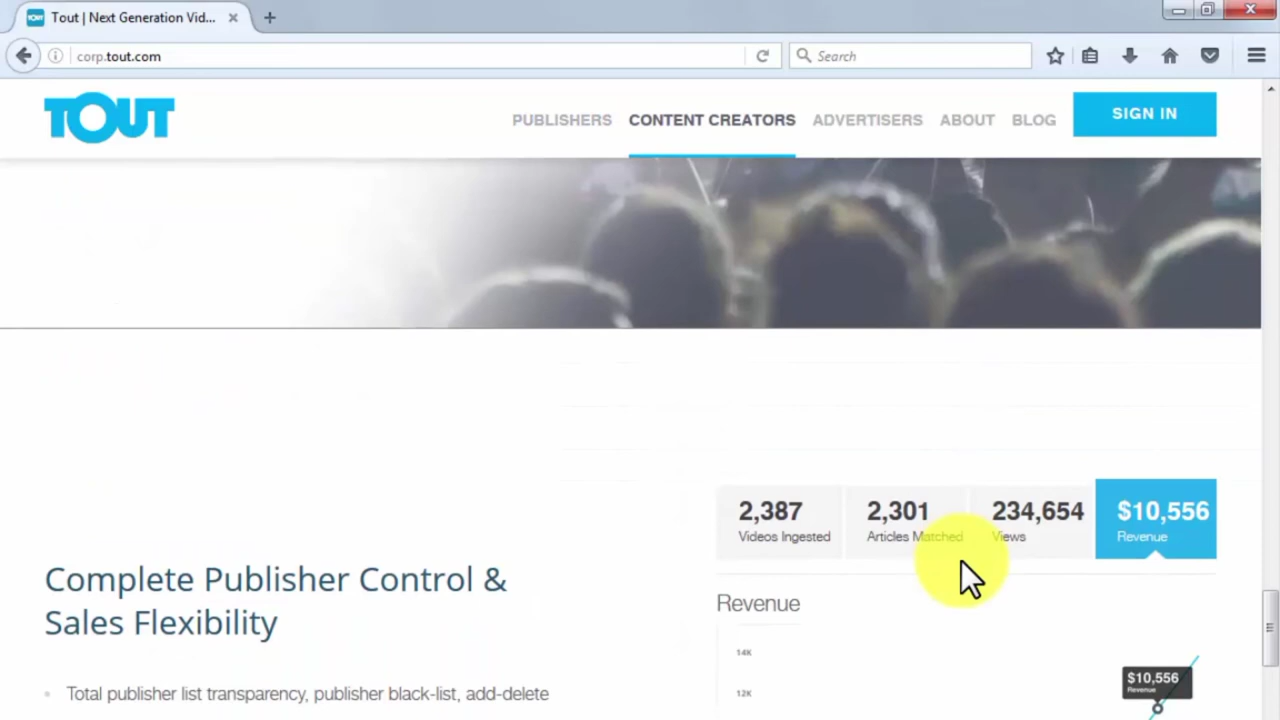 TOUT Tout | Next Generation Vid...
corp.tout.com
Search
TOUT
PUBLISHERS CONTENT CREATORS ADVERTISERS ABOUT BLOG SIGN IN
2,387 2,301 234,654 $10,556
Videos Ingested Articles Matched Views Revenue
Complete Publisher Control &
Sales Flexibility
Revenue
14K
12K
$10,556
Revenue
Total publisher list transparency, publisher black-list, add-delete